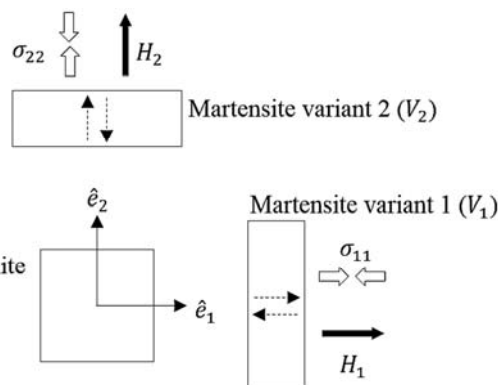 σ₂₂
H₂
Martensite variant 2 (V₂)
ê₂
Martensite variant 1 (V₁)
ite
σ₁₁
ê₁
H₁